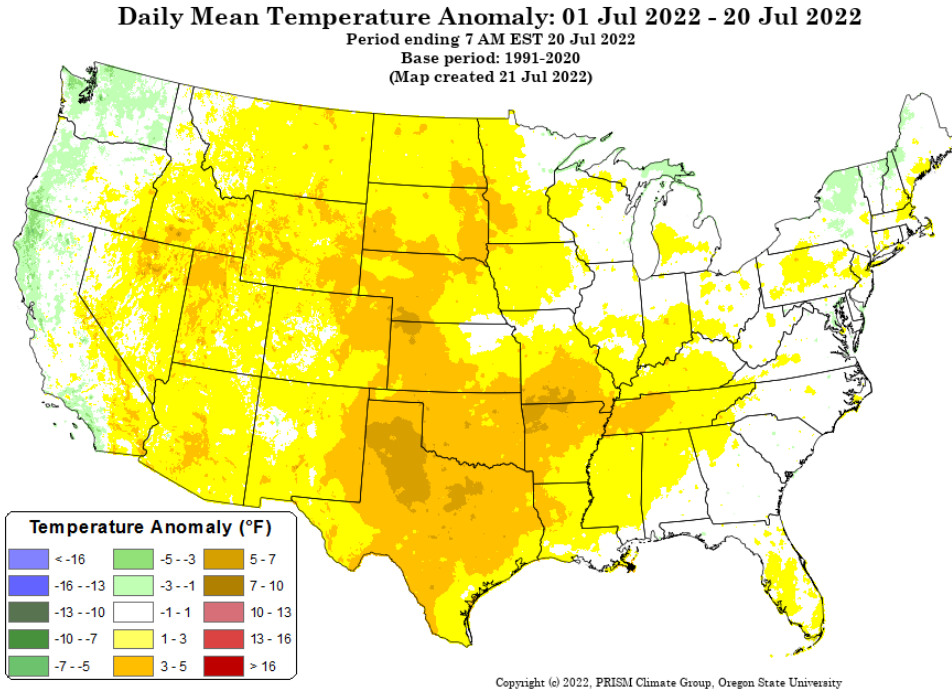 Daily Mean Temperature Anomaly: 01 Jul 2022 - 20 Jul 2022
Period ending 7 AM EST 20 Jul 2022
Base period: 1991-2020
(Map created 21 Jul 2022)
Temperature Anomaly (°F)
< -16
-16 - -13
-13 - -10
-10 - -7
-7 - -5
-5 - -3
-3 - -1
-1 - 1
1 - 3
3 - 5
5 - 7
7 - 10
10 - 13
13 - 16
> 16
Copyright (c) 2022, PRISM Climate Group, Oregon State University